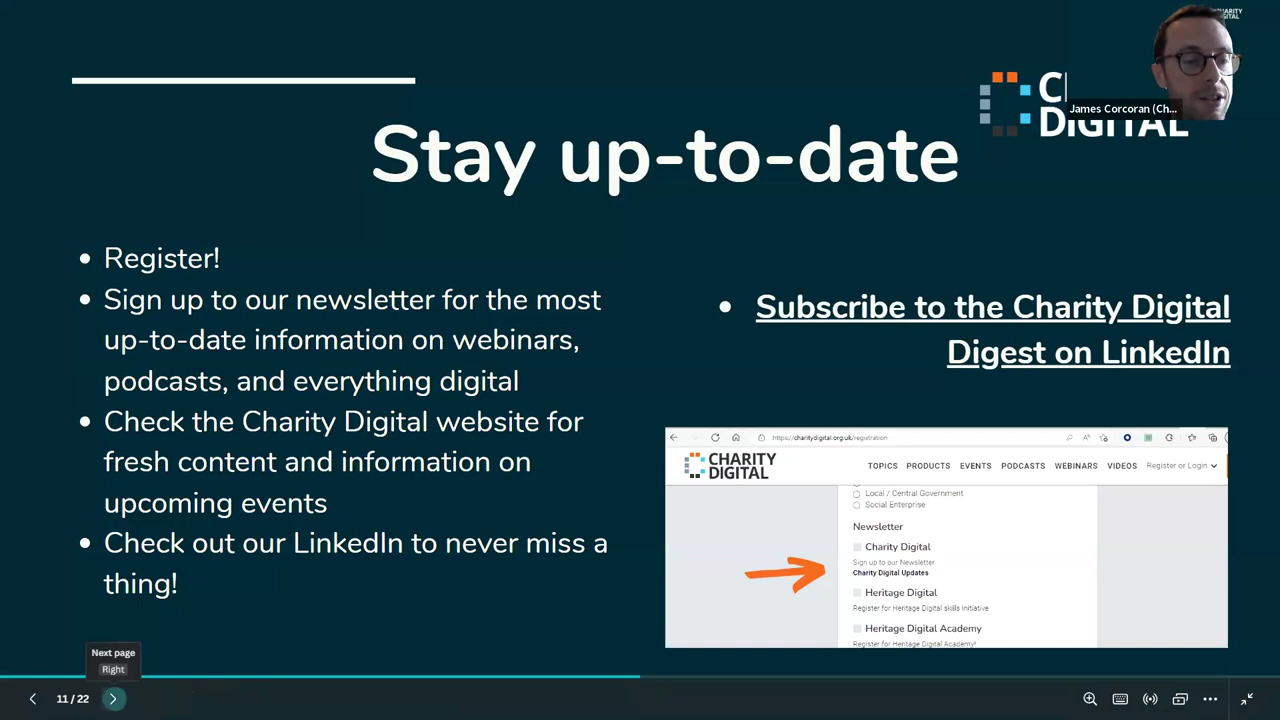 CHARITY
DIGITAL
James Corcoran (Ch...
DIGITAL
Stay up-to-date
Register!
Sign up to our newsletter for the most
up-to-date information on webinars,
podcasts, and everything digital
Check the Charity Digital website for
fresh content and information on
upcoming events
Check out our LinkedIn to never miss a
thing!
Subscribe to the Charity Digital
Digest on LinkedIn
https://charitydigital.org.uk/registration
CHARITY
DIGITAL
TOPICS PRODUCTS EVENTS PODCASTS WEBINARS VIDEOS Register or Login
Local / Central Government
Social Enterprise
Newsletter
Charity Digital
Sign up to our Newsletter
Charity Digital Updates
Heritage Digital
Register for Heritage Digital skills initiative
Heritage Digital Academy
Register for Heritage Digital Academy!
Next page
Right
11 / 22